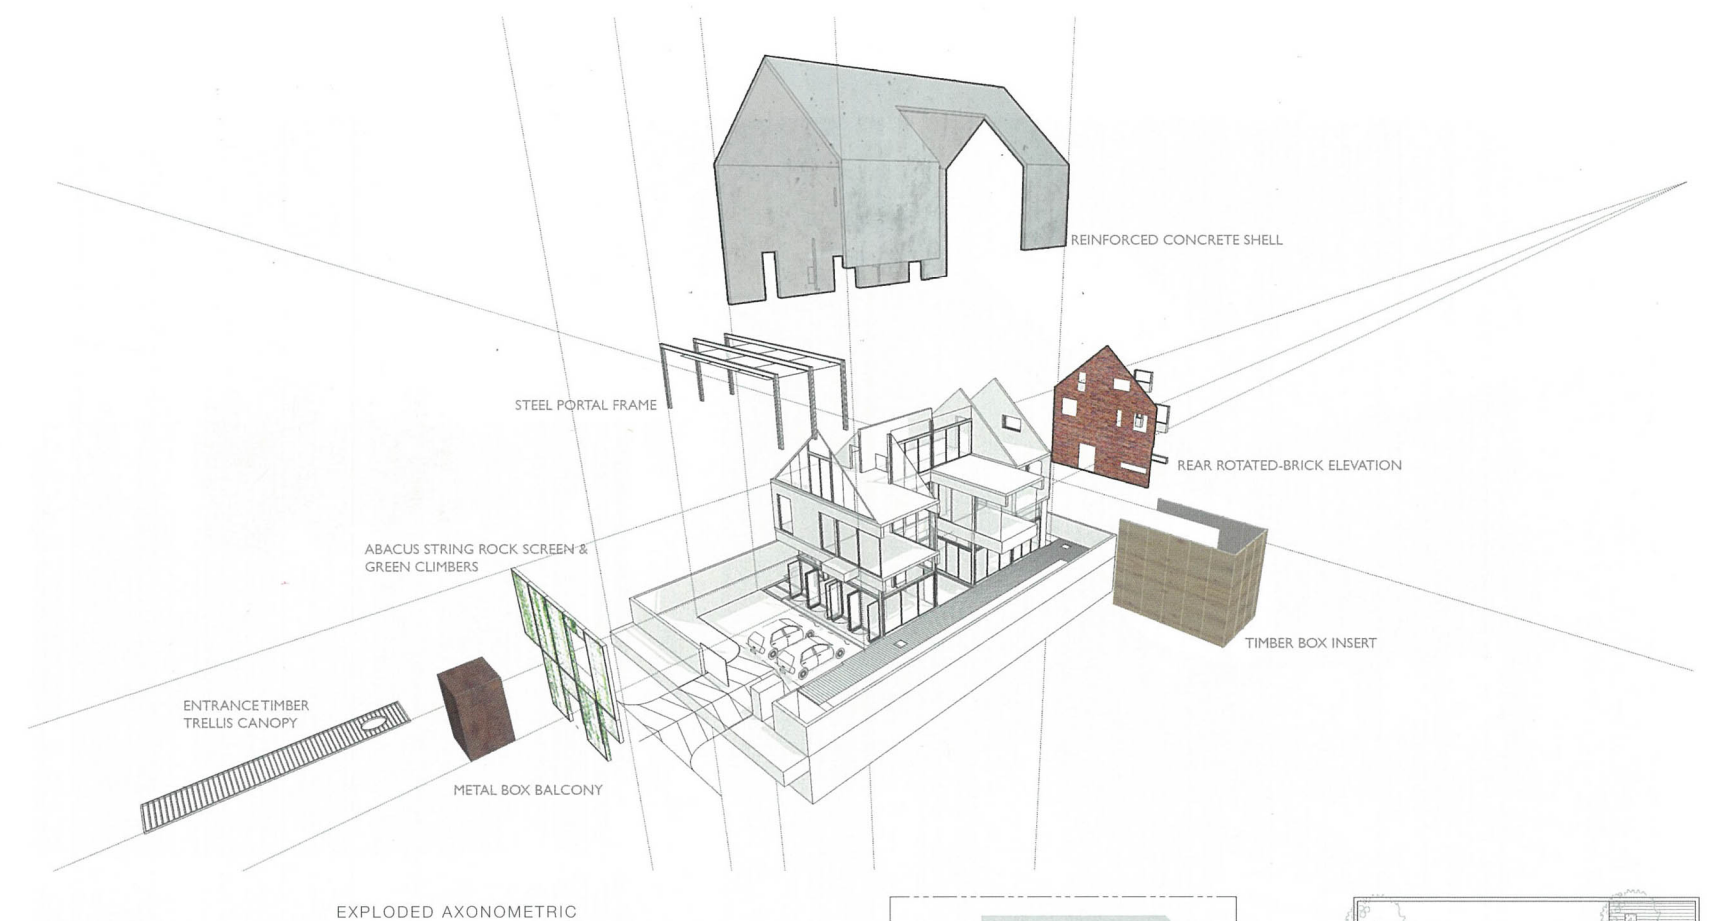 REINFORCED CONCRETE SHELL
STEEL PORTAL FRAME
REAR ROTATED-BRICK ELEVATION
ABACUS STRING ROCK SCREEN &
GREEN CLIMBERS
TIMBER BOX INSERT
ENTRANCE TIMBER
TRELLIS CANOPY
METAL BOX BALCONY
EXPLODED AXONOMETRIC